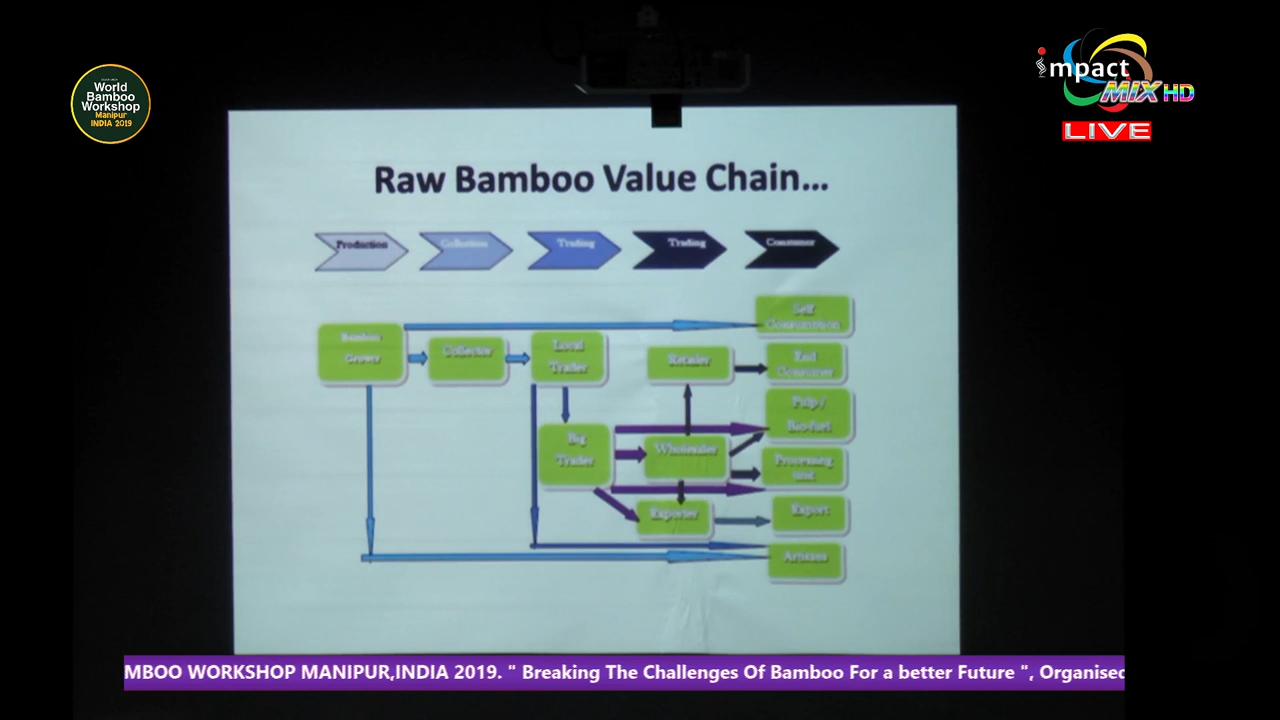 World
Bamboo
Workshop
Manipur
INDIA 2019
impact
MIX HD
LIVE
Raw Bamboo Value Chain...
Production
Collection
Trading
Trading
Consumer
Self
Consumption
Bamboo
Grower
Collector
Local
Trader
Retailer
End
Consumer
Pulp /
Bio-fuel
Big
Trader
Wholesaler
Processing
unit
Exporter
Export
Artisans
MBOO WORKSHOP MANIPUR,INDIA 2019. " Breaking The Challenges Of Bamboo For a better Future ", Organised